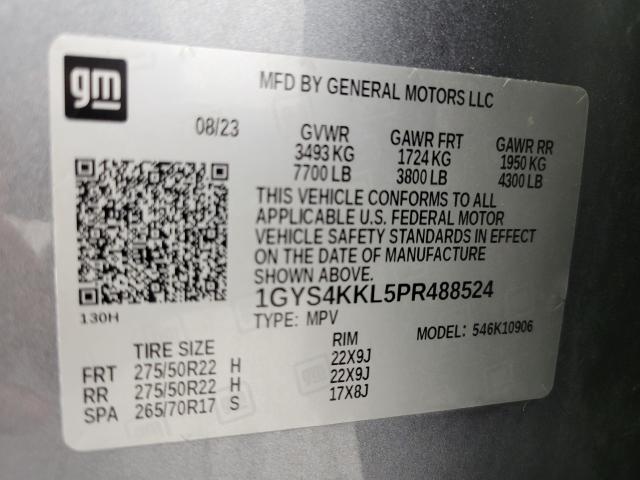 gm
MFD BY GENERAL MOTORS LLC
08/23 GVWR GAWR FRT GAWR RR
3493 KG 1724 KG 1950 KG
7700 LB 3800 LB 4300 LB
THIS VEHICLE CONFORMS TO ALL
APPLICABLE U.S. FEDERAL MOTOR
VEHICLE SAFETY STANDARDS IN EFFECT
ON THE DATE OF MANUFACTURE
SHOWN ABOVE.
1GYS4KKL5PR488524
130H
TYPE: MPV MODEL: 546K10906
TIRE SIZE RIM
FRT 275/50R22 H 22X9J
RR 275/50R22 H 22X9J
SPA 265/70R17 S 17X8J